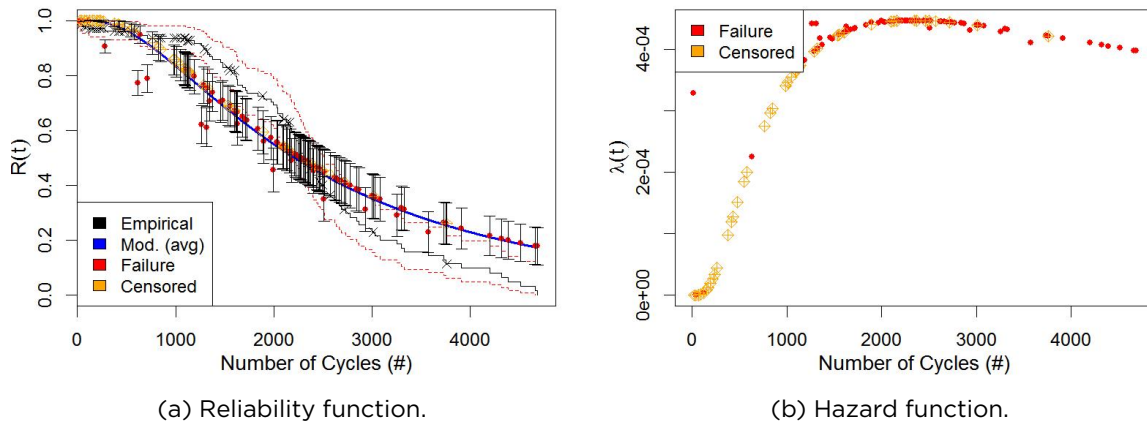 1.0
0.8
0.6
0.4
0.2
0.0
R(t)
Empirical
Mod. (avg)
Failure
Censored
0 1000 2000 3000 4000
Number of Cycles (#)
(a) Reliability function.
4e-04
2e-04
0e+00
λ(t)
Failure
Censored
0 1000 2000 3000 4000
Number of Cycles (#)
(b) Hazard function.